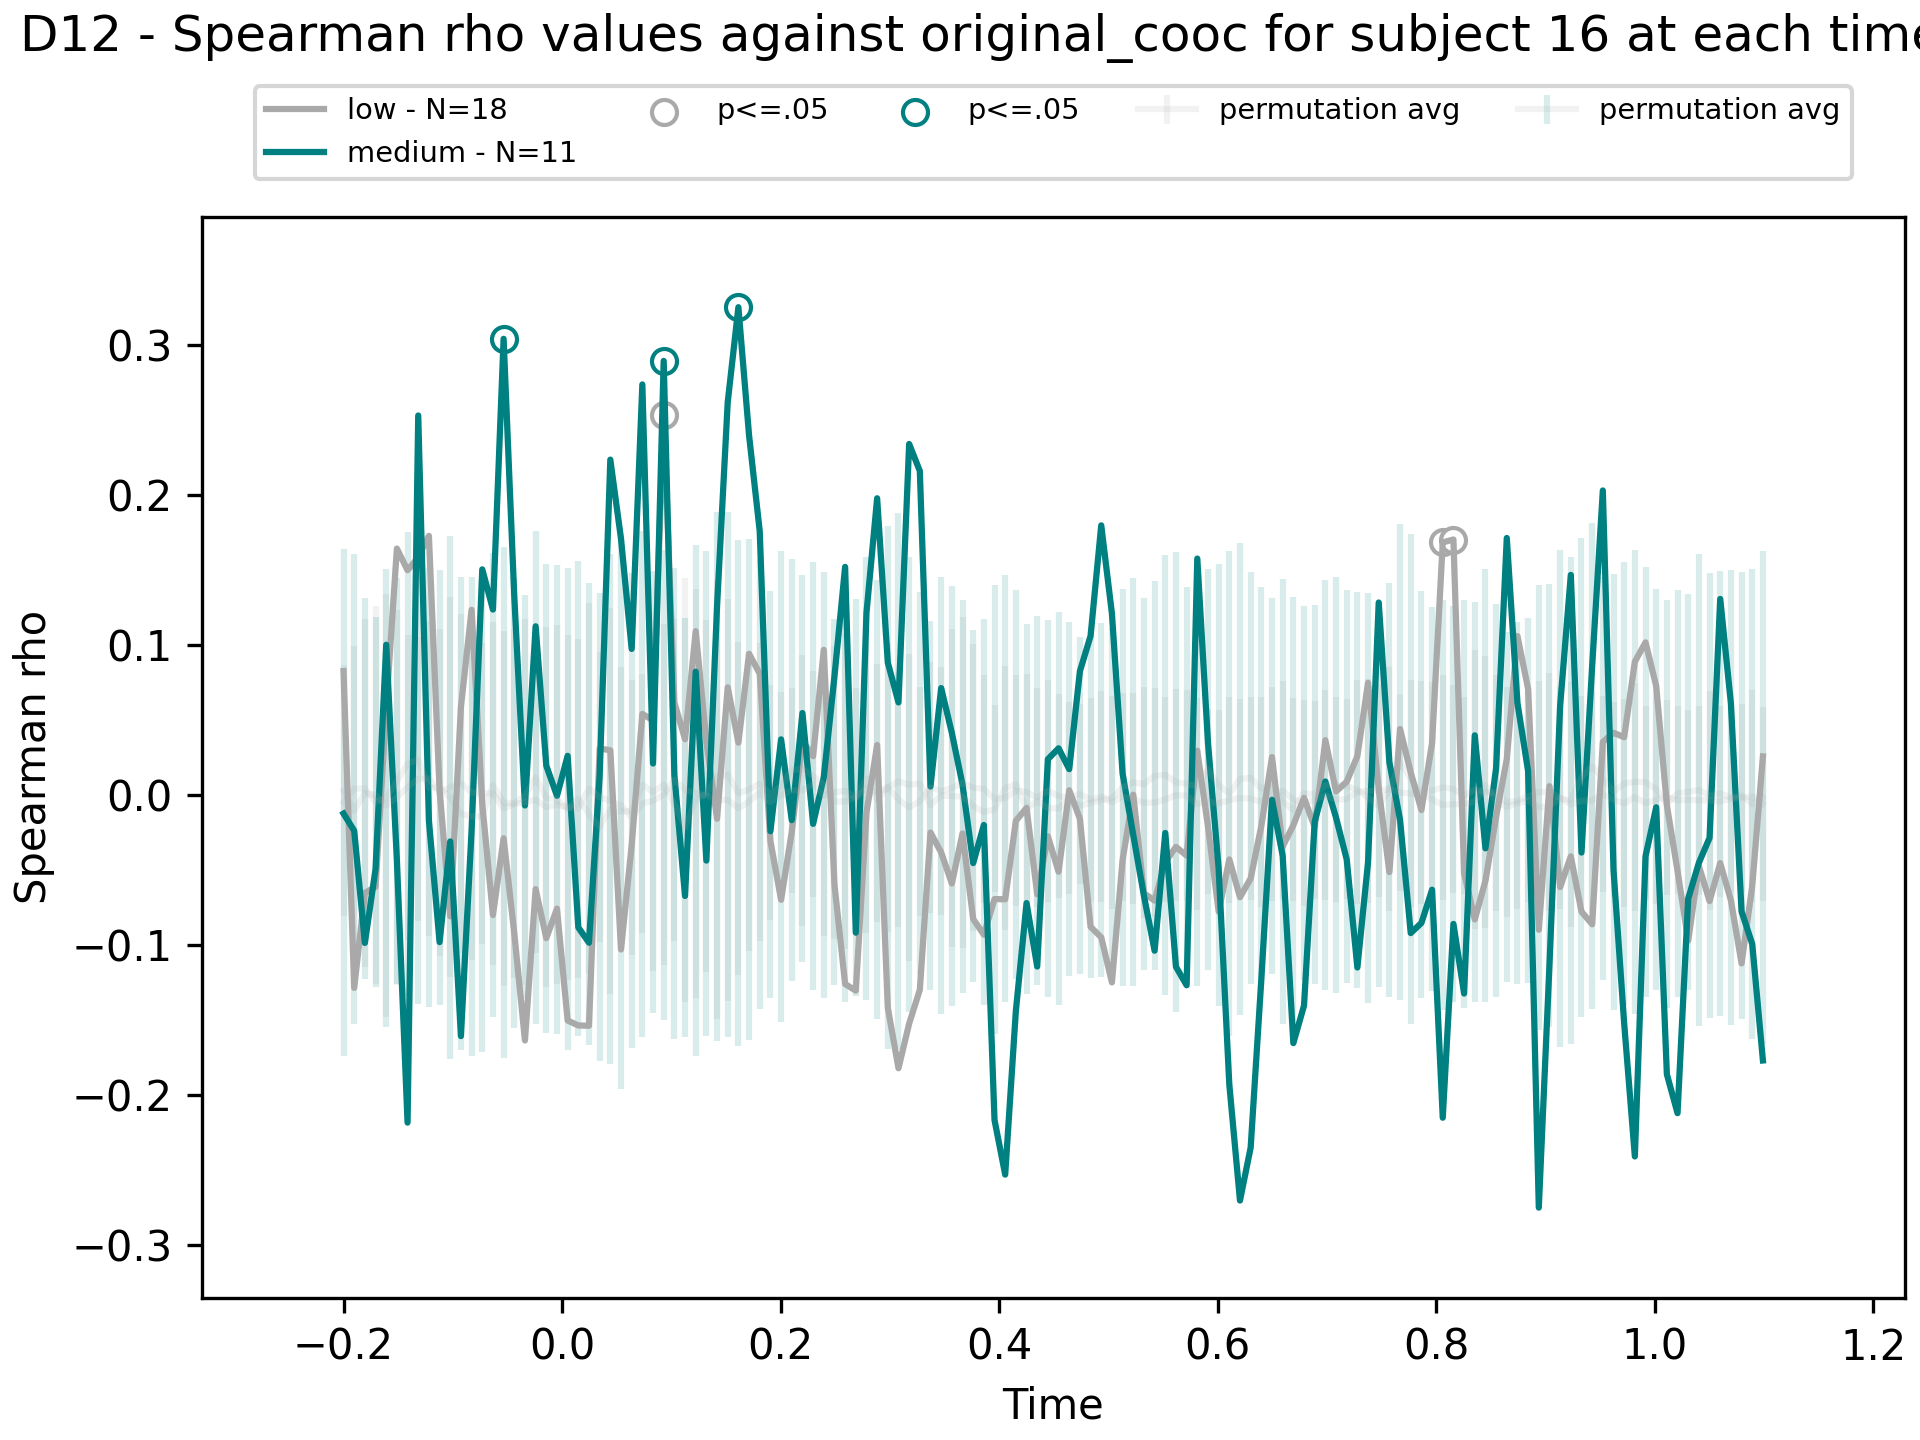 D12 - Spearman rho values against original_cooc for subject 16 at each time
low - N=18
medium - N=11
p<=.05
p<=.05
permutation avg
permutation avg
Spearman rho
0.3
0.2
0.1
0.0
−0.1
−0.2
−0.3
−0.2
0.0
0.2
0.4
0.6
0.8
1.0
1.2
Time